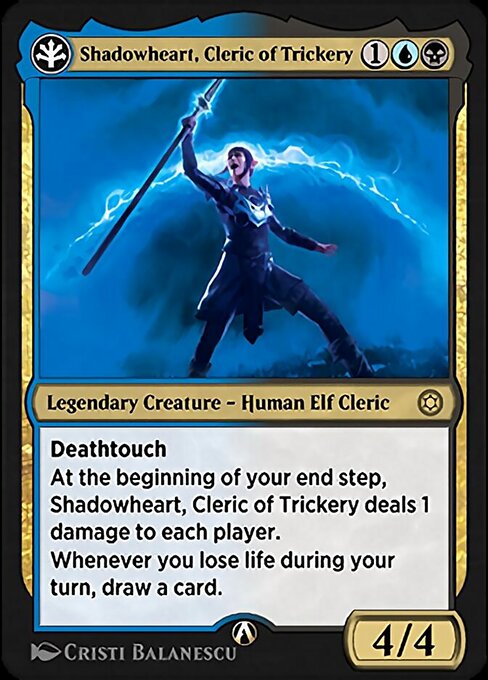 Shadowheart, Cleric of Trickery 1
Legendary Creature – Human Elf Cleric
Deathtouch
At the beginning of your end step,
Shadowheart, Cleric of Trickery deals 1
damage to each player.
Whenever you lose life during your
turn, draw a card.
4/4
Cristi Balanescu